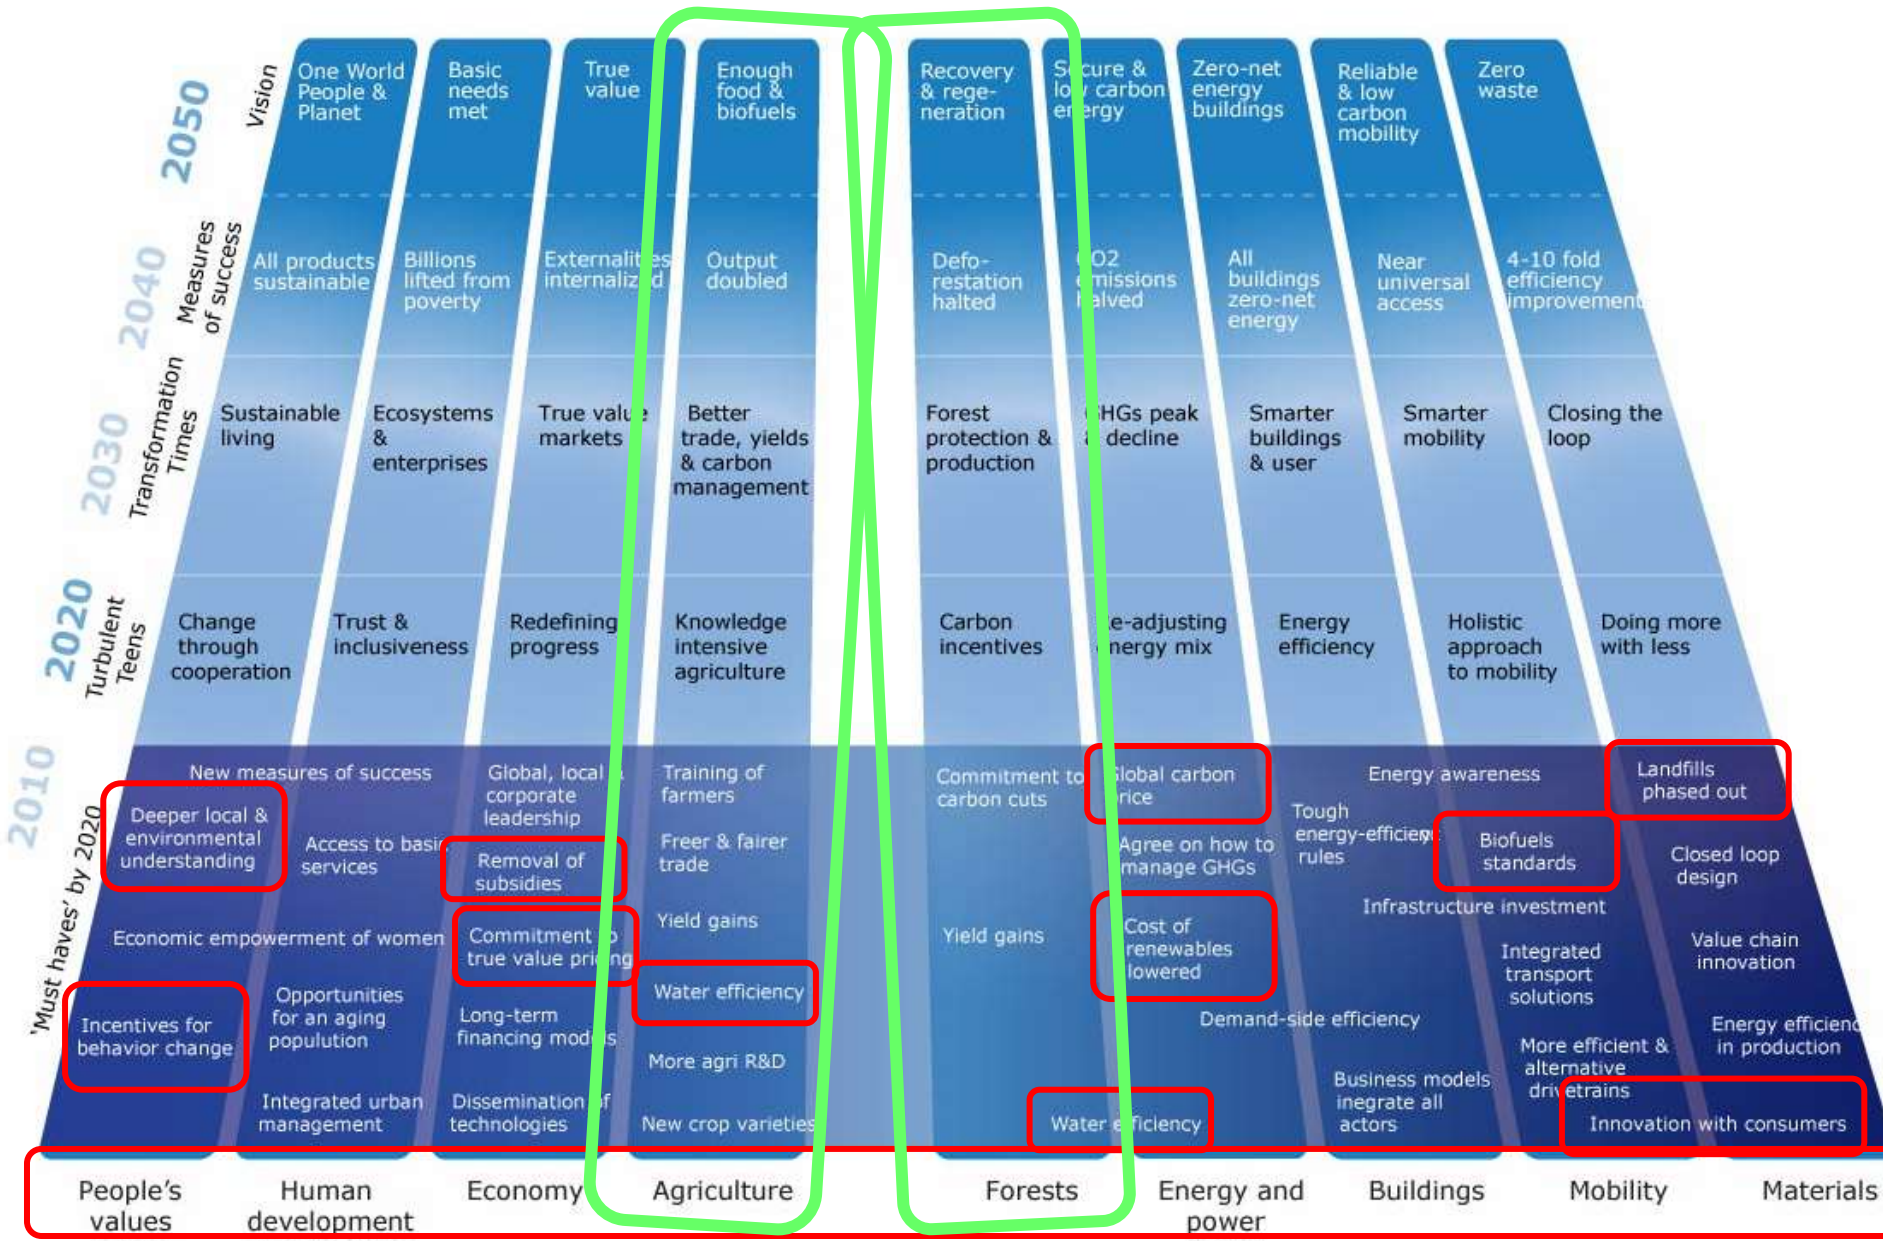 2050
Vision
One World
People &
Planet
Basic
needs
met
True
value
Enough
food &
biofuels
Recovery
& rege-
neration
Secure &
low carbon
energy
Zero-net
energy
buildings
Reliable
& low
carbon
mobility
Zero
waste
2040
Measures
of success
All products
sustainable
Billions
lifted from
poverty
Externalities
internalized
Output
doubled
Defo-
restation
halted
CO2
emissions
halved
All
buildings
zero-net
energy
Near
universal
access
4-10 fold
efficiency
improvement
2030
Transformation
Times
Sustainable
living
Ecosystems
&
enterprises
True value
markets
Better
trade, yields
& carbon
management
Forest
protection &
production
GHGs peak
& decline
Smarter
buildings
& user
Smarter
mobility
Closing the
loop
2020
Turbulent
Teens
Change
through
cooperation
Trust &
inclusiveness
Redefining
progress
Knowledge
intensive
agriculture
Carbon
incentives
Re-adjusting
energy mix
Energy
efficiency
Holistic
approach
to mobility
Doing more
with less
2010
'Must haves' by 2020
New measures of success
Deeper local &
environmental
understanding
Access to basic
services
Economic empowerment of women
Incentives for
behavior change
Opportunities
for an aging
populution
Integrated urban
management
Global, local &
corporate
leadership
Removal of
subsidies
Commitment to
true value pricing
Long-term
financing models
Dissemination of
technologies
Training of
farmers
Freer & fairer
trade
Yield gains
Water efficiency
More agri R&D
New crop varieties
Commitment to
carbon cuts
Yield gains
Water efficiency
Global carbon
price
Agree on how to
manage GHGs
Cost of
renewables
lowered
Demand-side efficiency
Energy awareness
Tough
energy-efficiency
rules
Infrastructure investment
Business models
inegrate all
actors
Biofuels
standards
Integrated
transport
solutions
More efficient &
alternative
drivetrains
Innovation with consumers
Landfills
phased out
Closed loop
design
Value chain
innovation
Energy efficienc
in production
People's
values
Human
development
Economy
Agriculture
Forests
Energy and
power
Buildings
Mobility
Materials